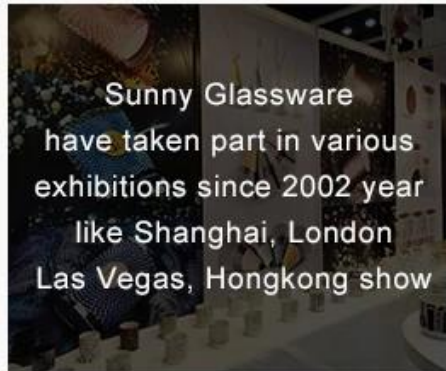 Sunny Glassware
have taken part in various
exhibitions since 2002 year
like Shanghai, London
Las Vegas, Hongkong show